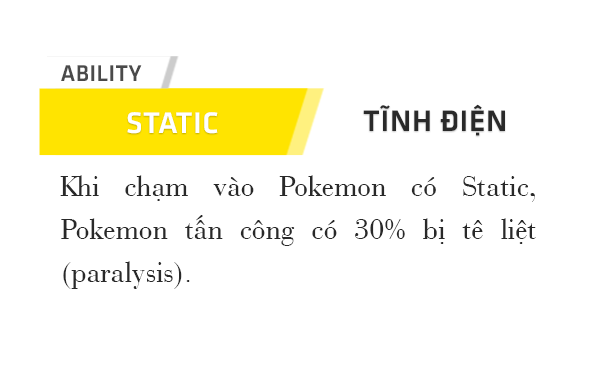 ABILITY
STATIC
TĨNH ĐIỆN
Khi chạm vào Pokemon có Static,
Pokemon tấn công có 30% bị tê liệt
(paralysis).